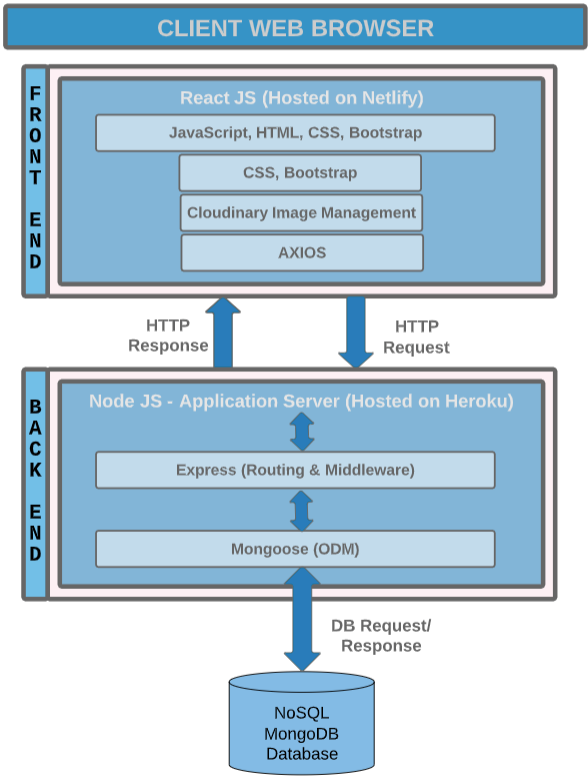 CLIENT WEB BROWSER
FRONT END
React JS (Hosted on Netlify)
JavaScript, HTML, CSS, Bootstrap
CSS, Bootstrap
Cloudinary Image Management
AXIOS
HTTP
Response
HTTP
Request
BACK END
Node JS - Application Server (Hosted on Heroku)
Express (Routing & Middleware)
Mongoose (ODM)
DB Request/
Response
NoSQL
MongoDB
Database